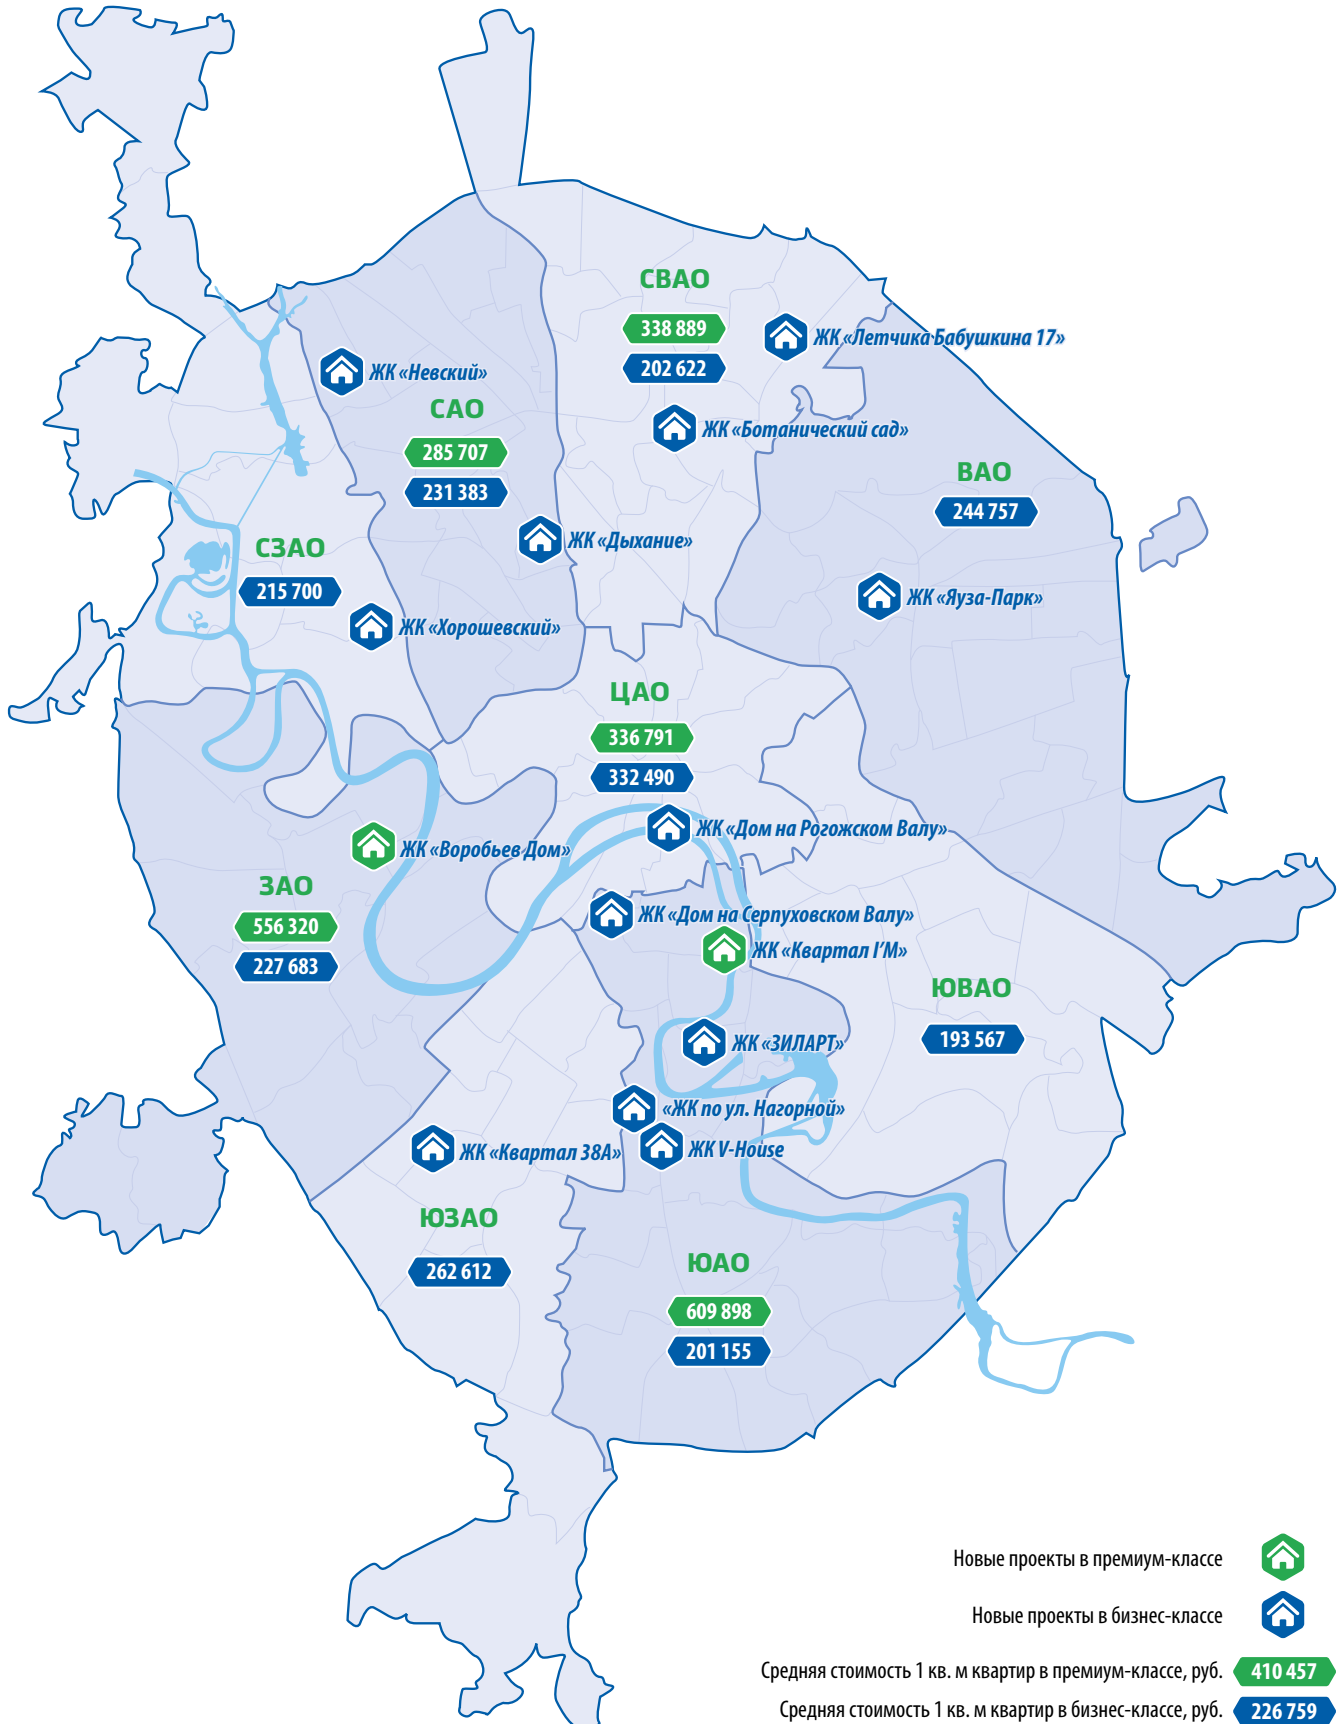 СВАО
338 889
202 622
ЖК «Летчика Бабушкина 17»
ЖК «Невский»
САО
285 707
231 383
ЖК «Ботанический сад»
ВАО
244 757
ЖК «Дыхание»
СЗАО
215 700
ЖК «Яуза-Парк»
ЖК «Хорошевский»
ЦАО
336 791
332 490
ЖК «Дом на Рогожском Валу»
ЖК «Воробьев Дом»
ЗАО
556 320
227 683
ЖК «Дом на Серпуховском Валу»
ЖК «Квартал I’М»
ЮВАО
193 567
ЖК «ЗИЛАРТ»
«ЖК по ул. Нагорной»
ЖК «Квартал 38А»
ЖК V-House
ЮЗАО
262 612
ЮАО
609 898
201 155
Новые проекты в премиум-классе
Новые проекты в бизнес-классе
Средняя стоимость 1 кв. м квартир в премиум-классе, руб. 410 457
Средняя стоимость 1 кв. м квартир в бизнес-классе, руб. 226 759